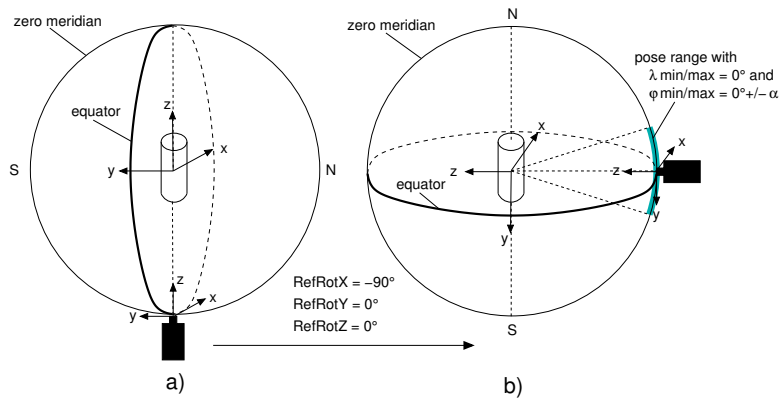 zero meridian
equator
z
x
y
S
N
z
x
y
a)
RefRotX = −90°
RefRotY = 0°
RefRotZ = 0°
N
zero meridian
pose range with
λ min/max = 0° and
φ min/max = 0°+/− α
x
z
y
equator
x
z
y
S
b)